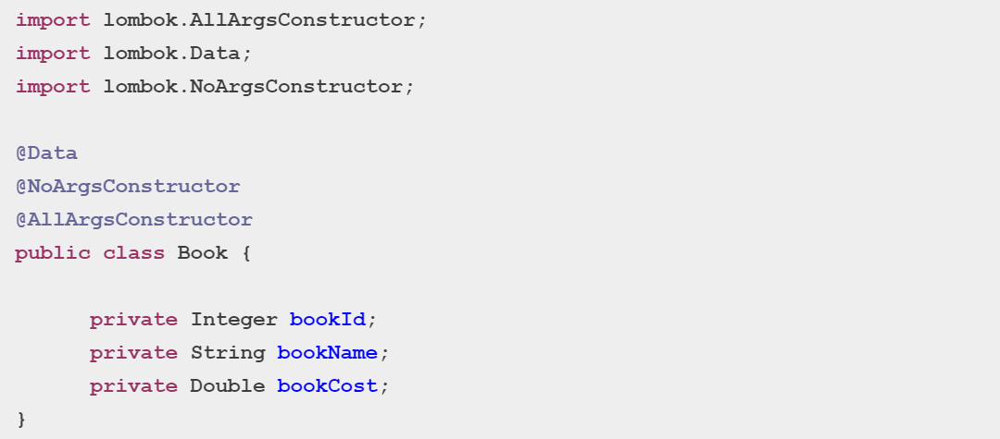 import lombok.AllArgsConstructor;
import lombok.Data;
import lombok.NoArgsConstructor;
@Data
@NoArgsConstructor
@AllArgsConstructor
public class Book {
private Integer bookId;
private String bookName;
private Double bookCost;
}